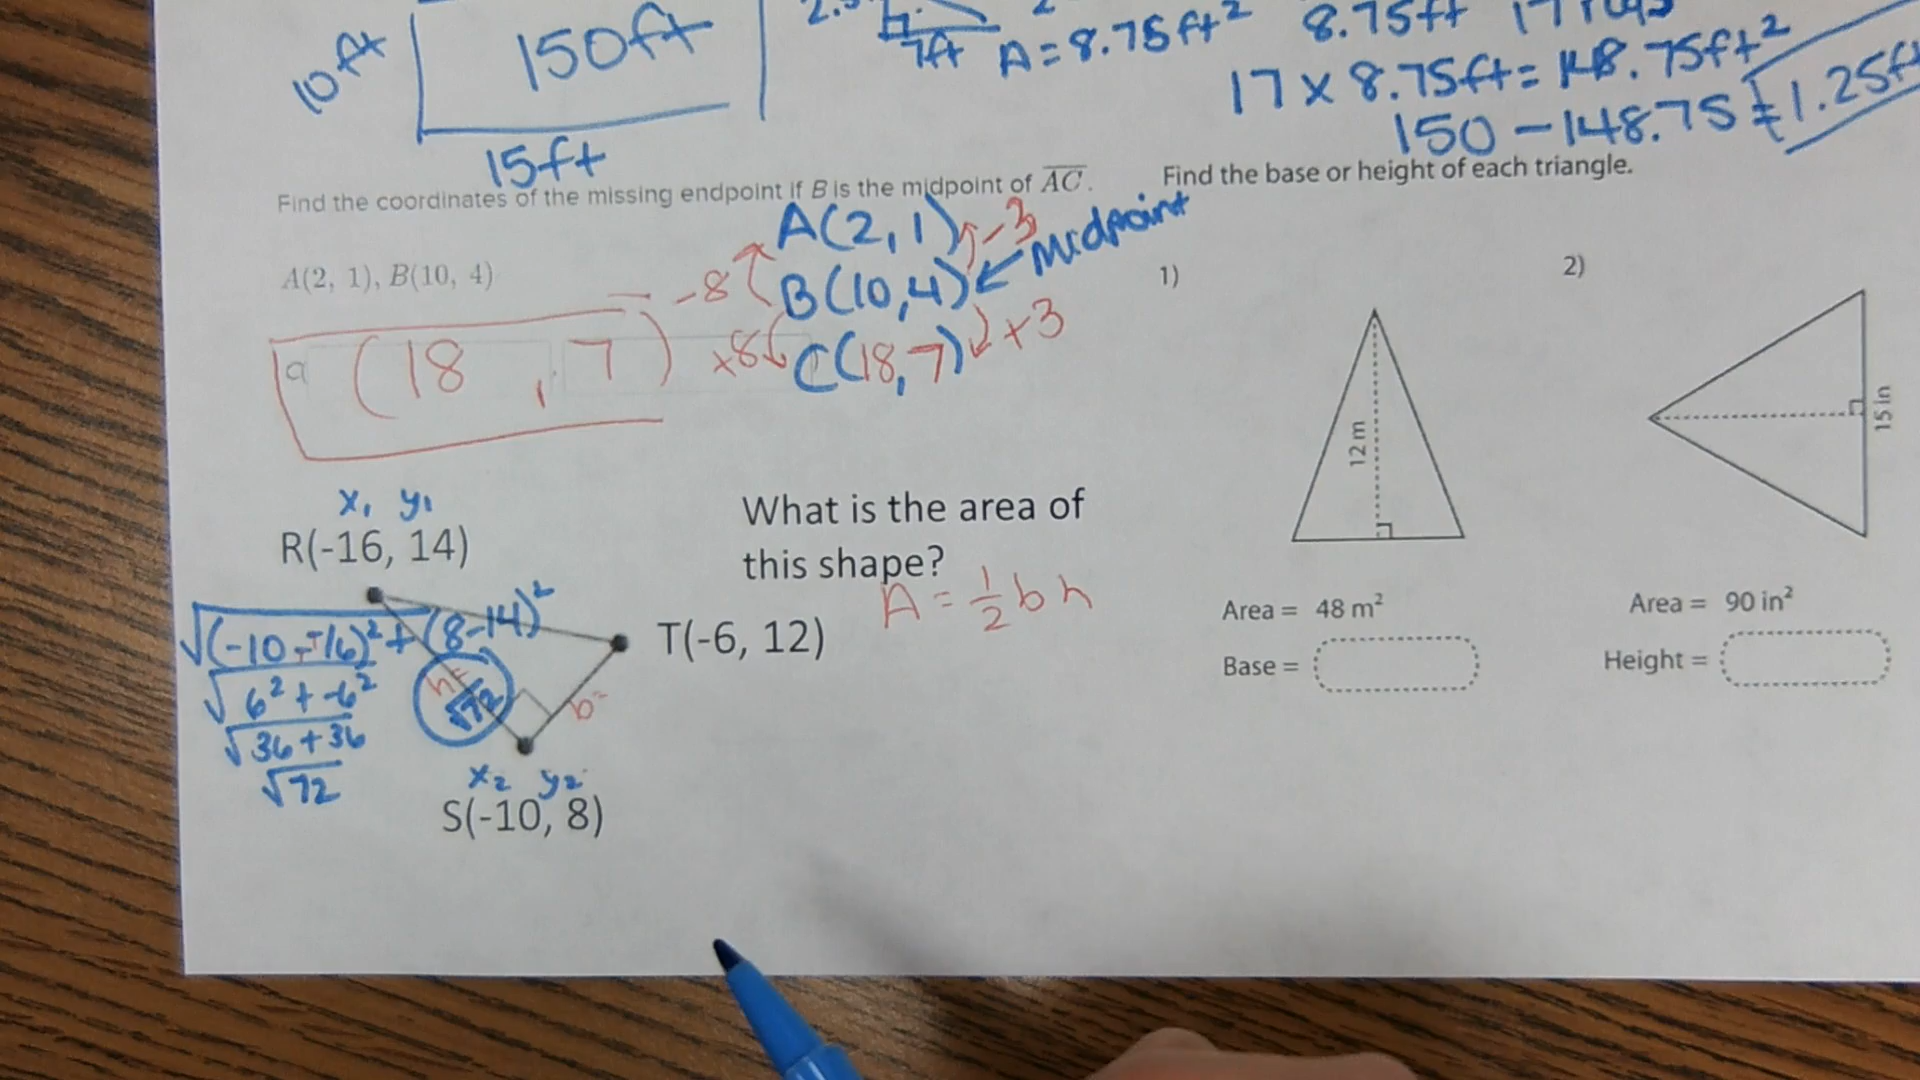 10ft
150ft
15ft
7ft
A=8.75ft²
8.75ft
17 x 8.75ft = 148.75ft²
150 - 148.75 = 1.25ft
Find the coordinates of the missing endpoint if B is the midpoint of AC.
A(2, 1), B(10, 4)
(18, 7)
A(2,1)
-3
-8
B(10,4) ← Midpoint
+8
C(18,7)
+3
x₁ y₁
R(-16, 14)
√(-10--16)²+(8-14)²
√6²+-6²
√36+36
√72
h=
√72
b=
x₂ y₂
S(-10, 8)
T(-6, 12)
What is the area of
this shape?
A = 1/2 b h
Find the base or height of each triangle.
1)
12 m
Area = 48 m²
Base =
2)
15 in
Area = 90 in²
Height =